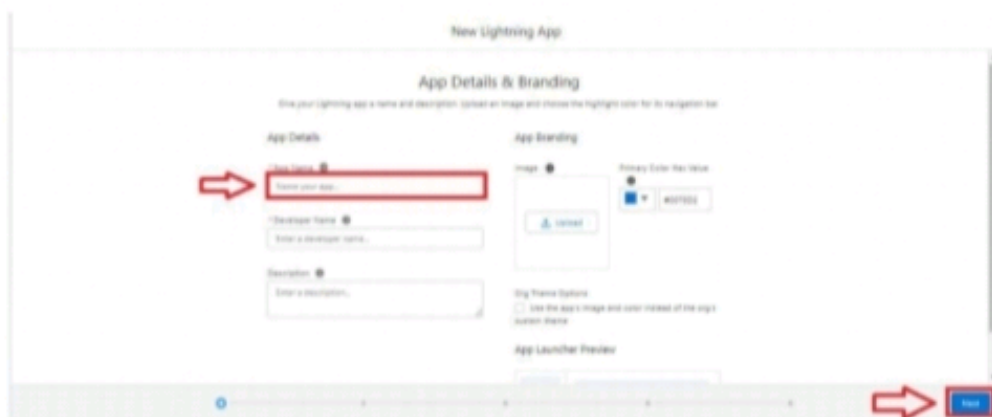 New Lightning App
App Details & Branding
Give your Lightning app a name and description. Upload an image and choose the highlight color for its navigation bar.
App Details
App Branding
* App Name
Name your app...
Image
Primary Color Hex Value
#0070D2
Upload
* Developer Name
Enter a developer name...
Description
Enter a description...
Org Theme Options
Use the app's image and color instead of the org's
custom theme
App Launcher Preview
Next